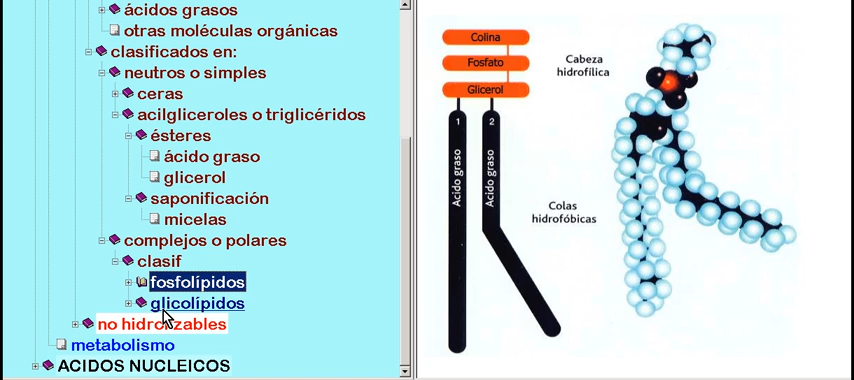 ácidos grasos
otras moléculas orgánicas
clasificados en:
neutros o simples
ceras
acilgliceroles o triglicéridos
ésteres
ácido graso
glicerol
saponificación
micelas
complejos o polares
clasif
fosfolípidos
glicolípidos
no hidrolizables
metabolismo
ACIDOS NUCLEICOS
Colina
Fosfato
Glicerol
Cabeza
hidrofílica
1
2
Acido graso
Acido graso
Colas
hidrofóbicas